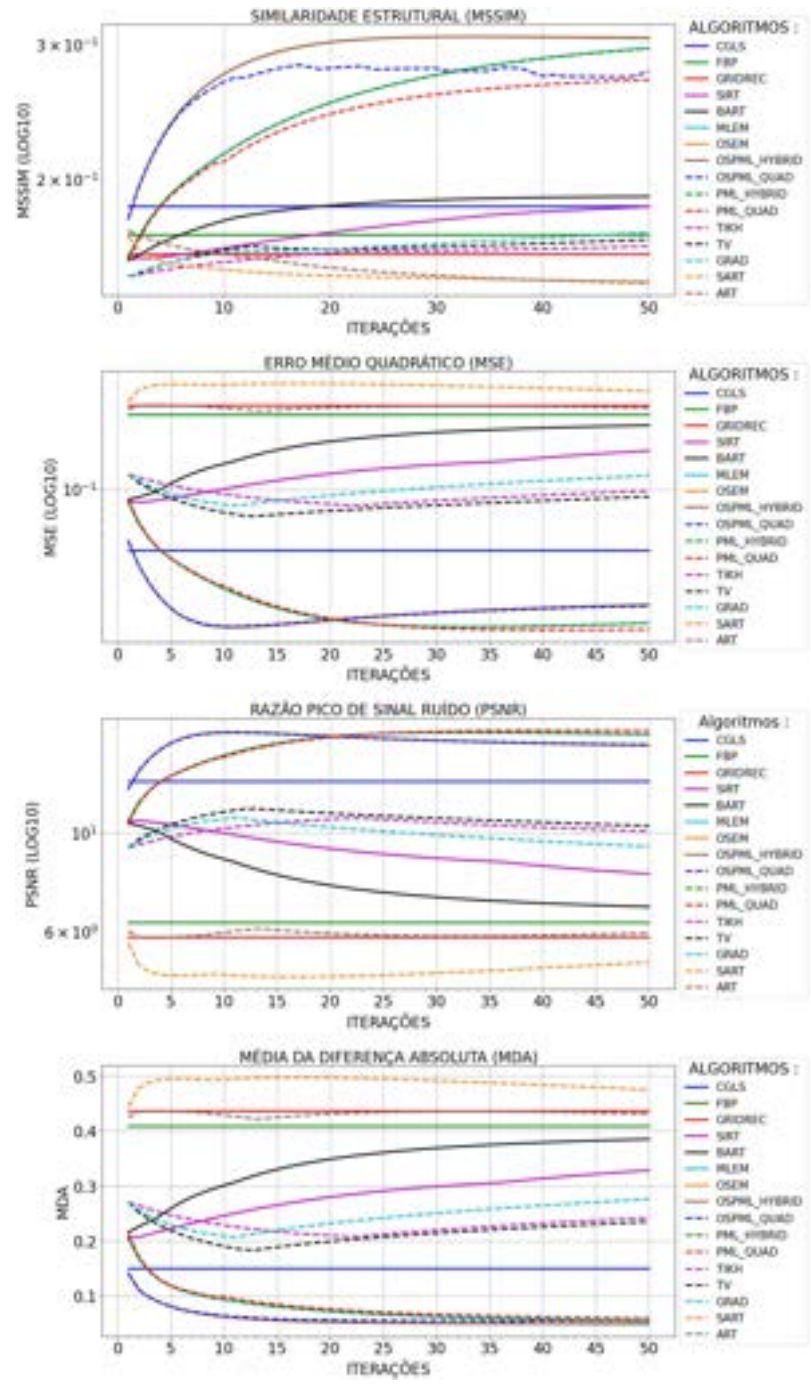 SIMILARIDADE ESTRUTURAL (MSSIM)
3 × 10⁻¹
2 × 10⁻¹
MSSIM (LOG10)
0 5 10 15 20 25 30 35 40 45 50
ITERAÇÕES
ALGORITMOS :
CGLS
FBP
GRIDREC
SIRT
BART
MLEM
OSEM
OSPML_HYBRID
OSPML_QUAD
PML_HYBRID
PML_QUAD
TIKH
TV
GRAD
SART
ART
ERRO MÉDIO QUADRÁTICO (MSE)
10⁻¹
MSE (LOG10)
0 5 10 15 20 25 30 35 40 45 50
ITERAÇÕES
ALGORITMOS :
CGLS
FBP
GRIDREC
SIRT
BART
MLEM
OSEM
OSPML_HYBRID
OSPML_QUAD
PML_HYBRID
PML_QUAD
TIKH
TV
GRAD
SART
ART
RAZÃO PICO DE SINAL RUÍDO (PSNR)
10¹
6 × 10⁰
PSNR (LOG10)
0 5 10 15 20 25 30 35 40 45 50
ITERAÇÕES
Algoritmos :
CGLS
FBP
GRIDREC
SIRT
BART
MLEM
OSEM
OSPML_HYBRID
OSPML_QUAD
PML_HYBRID
PML_QUAD
TIKH
TV
GRAD
SART
ART
MÉDIA DA DIFERENÇA ABSOLUTA (MDA)
0.5
0.4
0.3
0.2
0.1
MDA
0 5 10 15 20 25 30 35 40 45 50
ITERAÇÕES
ALGORITMOS :
CGLS
FBP
GRIDREC
SIRT
BART
MLEM
OSEM
OSPML_HYBRID
OSPML_QUAD
PML_HYBRID
PML_QUAD
TIKH
TV
GRAD
SART
ART